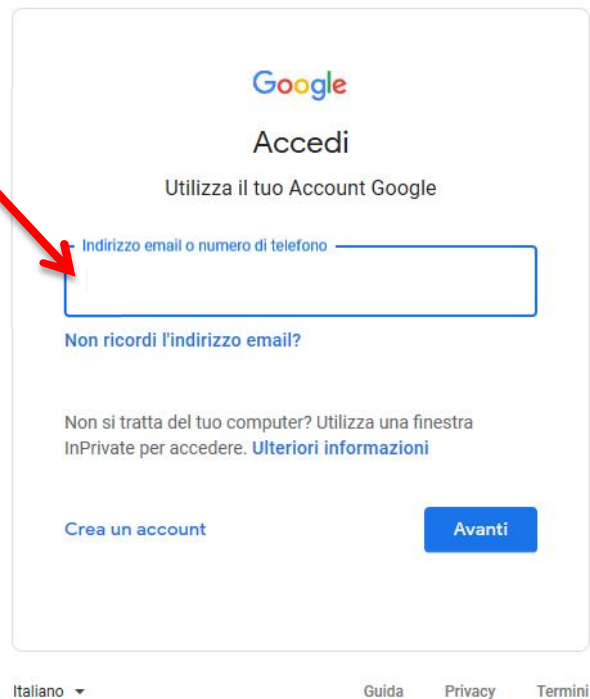 Google
Accedi
Utilizza il tuo Account Google
Indirizzo email o numero di telefono
Non ricordi l'indirizzo email?
Non si tratta del tuo computer? Utilizza una finestra
InPrivate per accedere. Ulteriori informazioni
Crea un account Avanti
Italiano Guida Privacy Termini